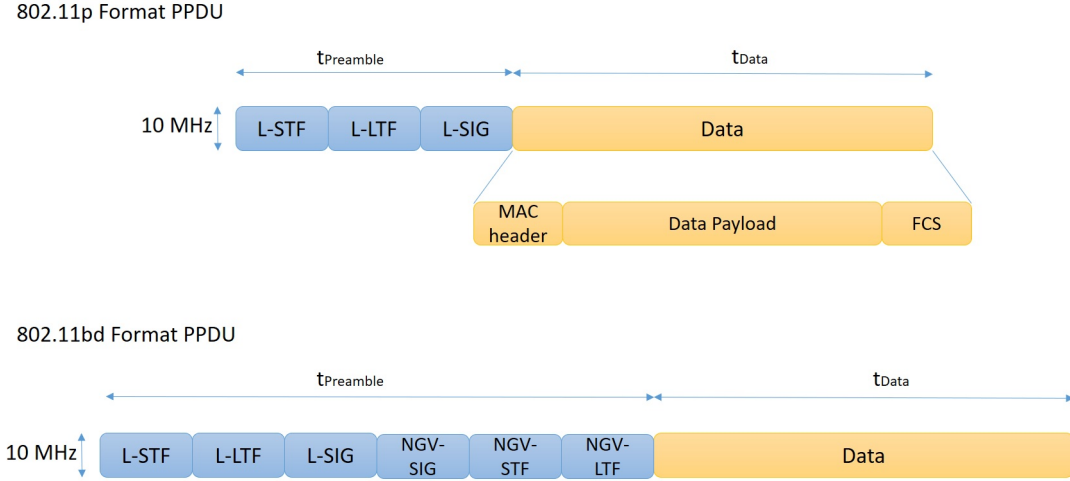 802.11p Format PPDU
tPreamble tData
10 MHz L-STF L-LTF L-SIG Data
MAC header Data Payload FCS
802.11bd Format PPDU
tPreamble tData
10 MHz L-STF L-LTF L-SIG NGV-SIG NGV-STF NGV-LTF Data